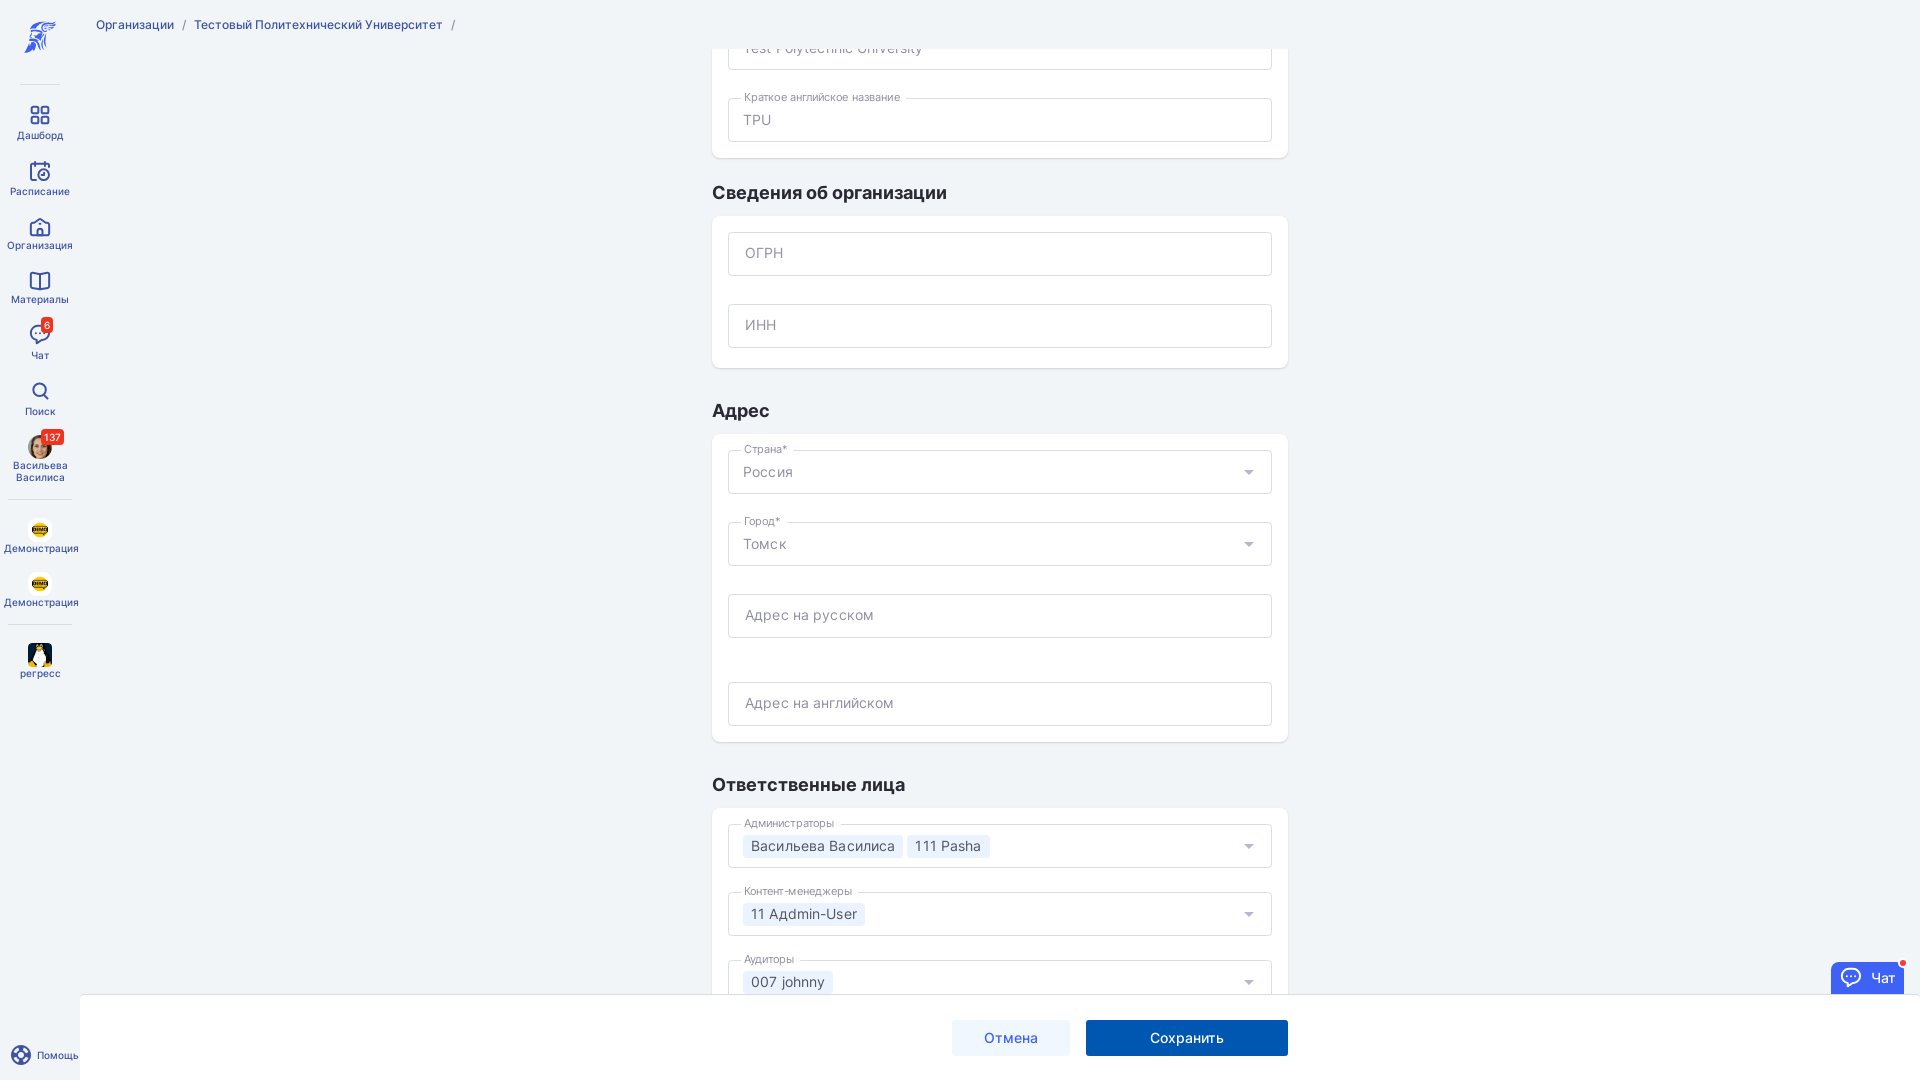 Организации / Тестовый Политехнический Университет /
Test Polytechnic University
Краткое английское название
TPU
Сведения об организации
ОГРН
ИНН
Адрес
Страна*
Россия
Город*
Томск
Адрес на русском
Адрес на английском
Ответственные лица
Администраторы
Васильева Василиса 111 Pasha
Контент-менеджеры
11 Адdmin-User
Аудиторы
007 johnny
Отмена Сохранить
Чат
Дашборд
Расписание
Организация
Материалы
6
Чат
Поиск
137
Васильева
Василиса
DEMO
Демонстрация
DEMO
Демонстрация
регресс
Помощь